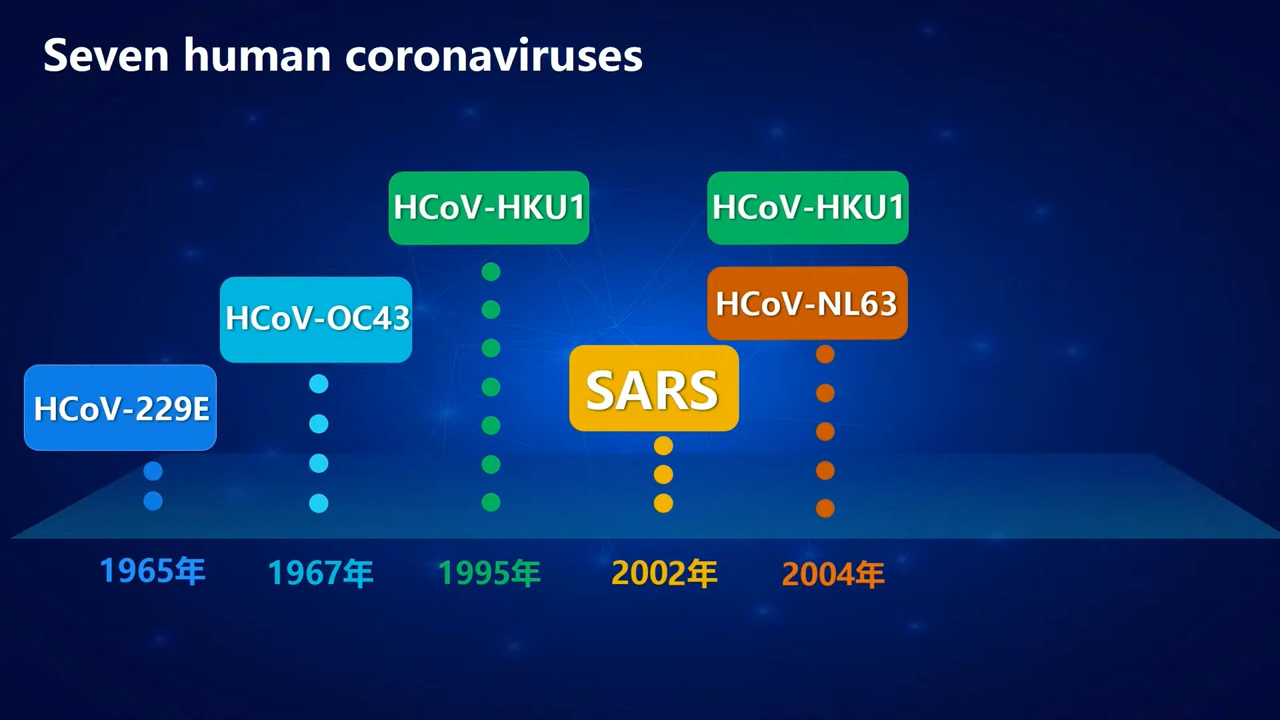 Seven human coronaviruses
HCoV-HKU1
HCoV-HKU1
HCoV-OC43
HCoV-NL63
HCoV-229E
SARS
1965年
1967年
1995年
2002年
2004年